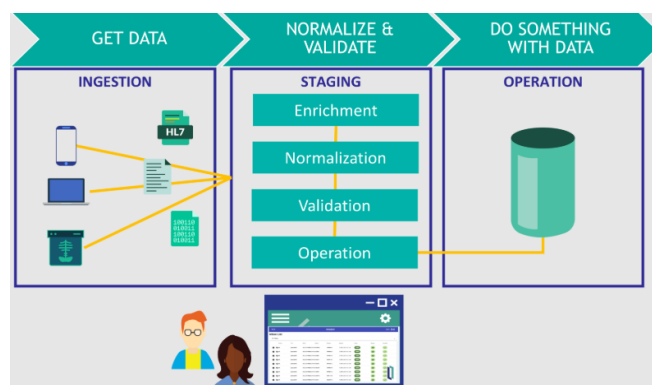 GET DATA
NORMALIZE &
VALIDATE
DO SOMETHING
WITH DATA
INGESTION
STAGING
OPERATION
Enrichment
Normalization
Validation
Operation
HL7
100110
010011
100110
010011